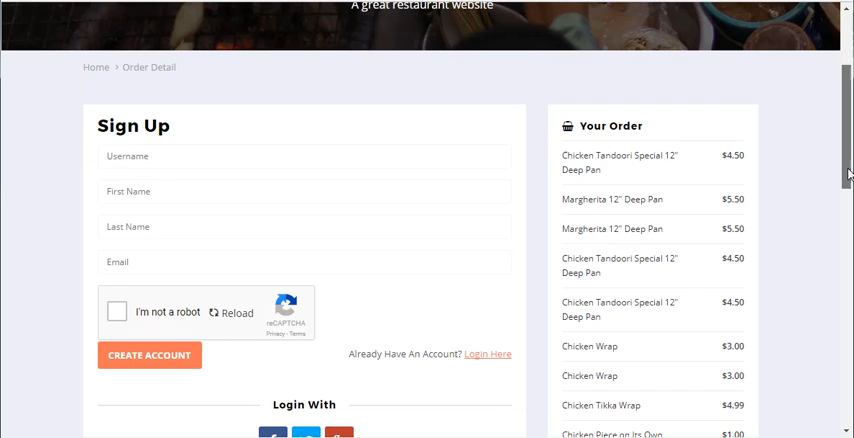 A great restaurant website
Home > Order Detail
Sign Up
Username
First Name
Last Name
Email
I'm not a robot
Reload
reCAPTCHA
Privacy - Terms
CREATE ACCOUNT
Already Have An Account? Login Here
Login With
Your Order
Chicken Tandoori Special 12" $4.50
Deep Pan
Margherita 12" Deep Pan $5.50
Margherita 12" Deep Pan $5.50
Chicken Tandoori Special 12" $4.50
Deep Pan
Chicken Tandoori Special 12" $4.50
Deep Pan
Chicken Wrap $3.00
Chicken Wrap $3.00
Chicken Tikka Wrap $4.99
Chicken Piece on Its Own $1.00